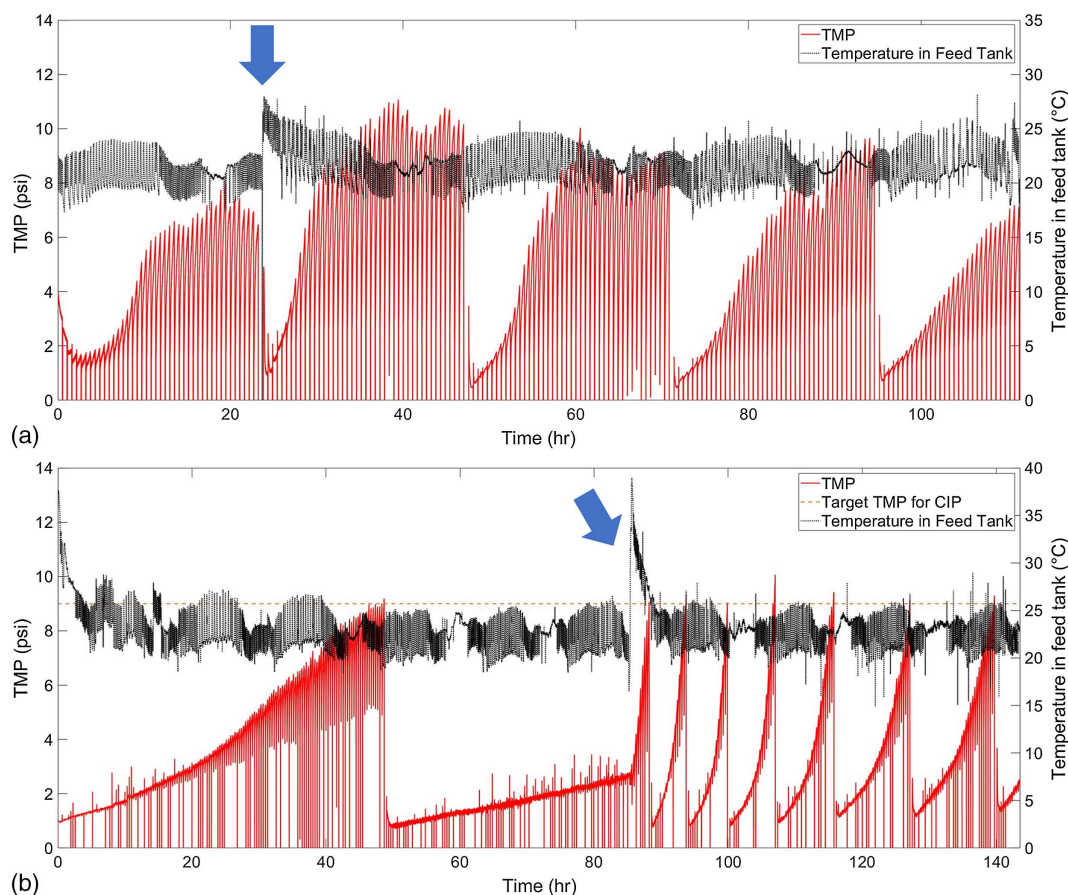 14
12
10
8
6
4
2
0
TMP (psi)
35
30
25
20
15
10
5
0
Temperature in feed tank (°C)
TMP
Temperature in Feed Tank
0 20 40 60 80 100
Time (hr)
(a)
14
12
10
8
6
4
2
0
TMP (psi)
40
35
30
25
20
15
10
5
0
Temperature in feed tank (°C)
TMP
Target TMP for CIP
Temperature in Feed Tank
0 20 40 60 80 100 120 140
Time (hr)
(b)